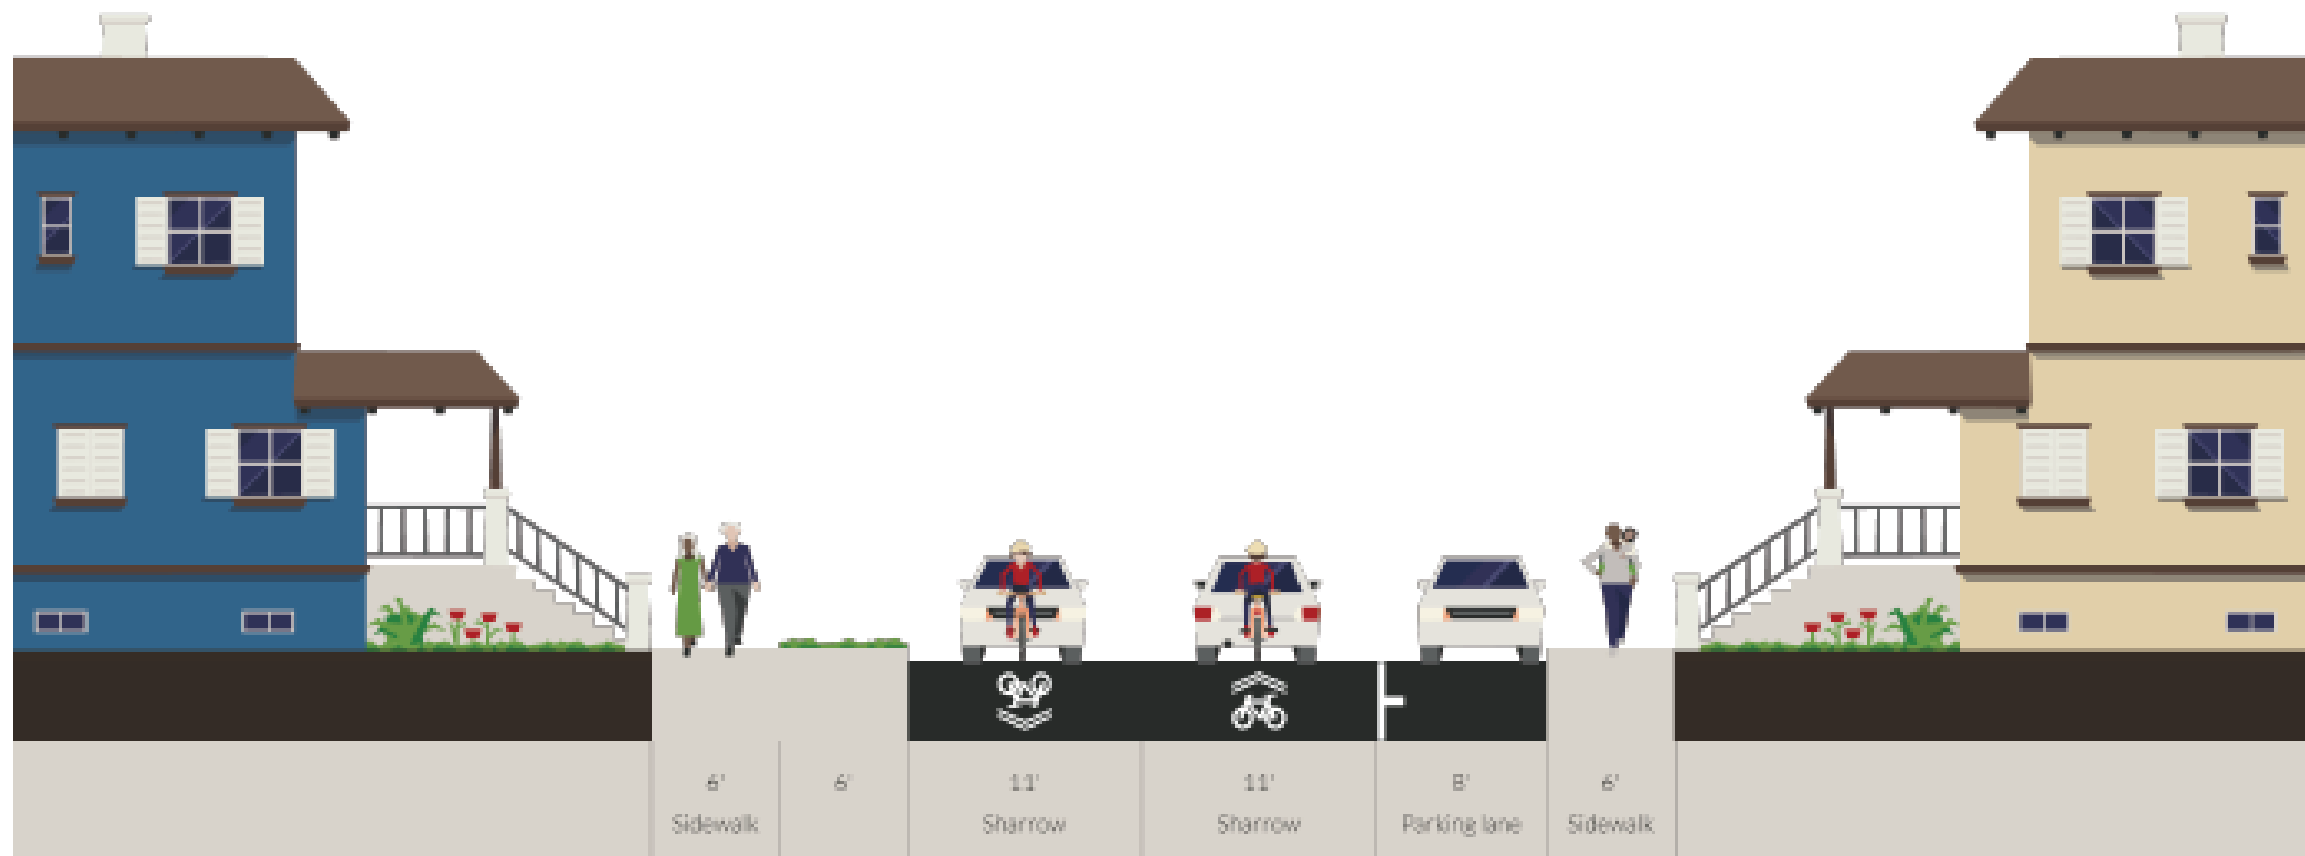 6' 6' 11' 11' 8' 6'
Sidewalk Sharrow Sharrow Parking lane Sidewalk